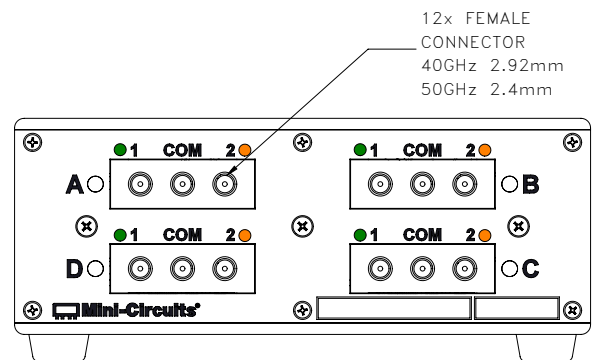 12x FEMALE
CONNECTOR
40GHz 2.92mm
50GHz 2.4mm
1 COM 2
1 COM 2
A
B
1 COM 2
1 COM 2
D
C
Mini-Circuits®